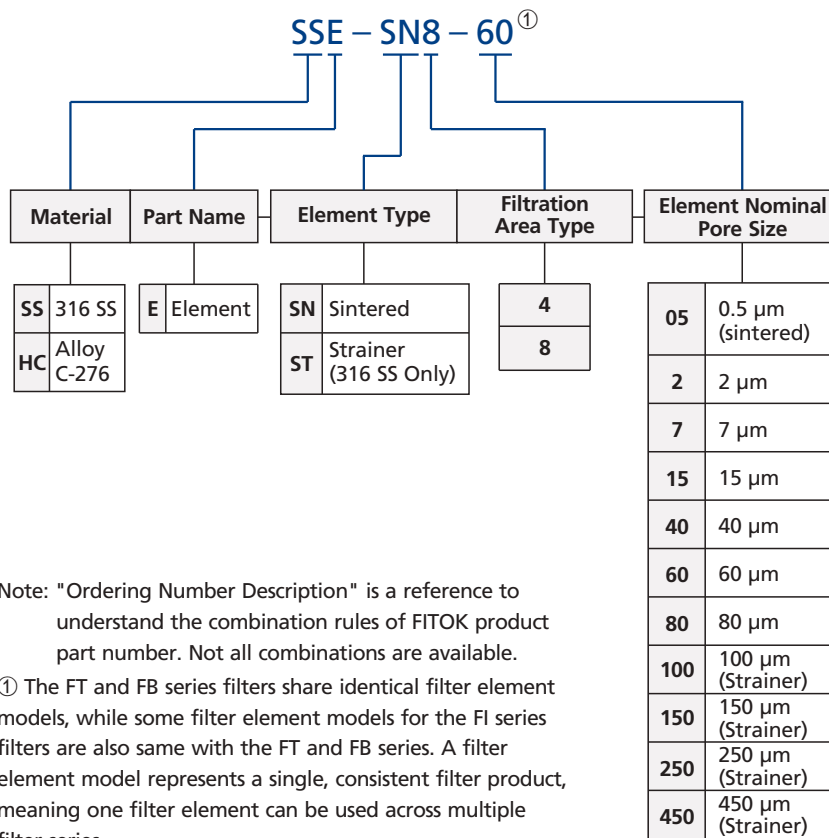 SSE – SN8 – 60①
Material
Part Name
Element Type
Filtration
Area Type
Element Nominal
Pore Size
SS 316 SS
HC Alloy
C-276
E Element
SN Sintered
ST Strainer
(316 SS Only)
4
8
05 0.5 µm
(sintered)
2 2 µm
7 7 µm
15 15 µm
40 40 µm
60 60 µm
80 80 µm
100 100 µm
(Strainer)
150 150 µm
(Strainer)
250 250 µm
(Strainer)
450 450 µm
(Strainer)
Note: "Ordering Number Description" is a reference to
understand the combination rules of FITOK product
part number. Not all combinations are available.
① The FT and FB series filters share identical filter element
models, while some filter element models for the FI series
filters are also same with the FT and FB series. A filter
element model represents a single, consistent filter product,
meaning one filter element can be used across multiple
filter series